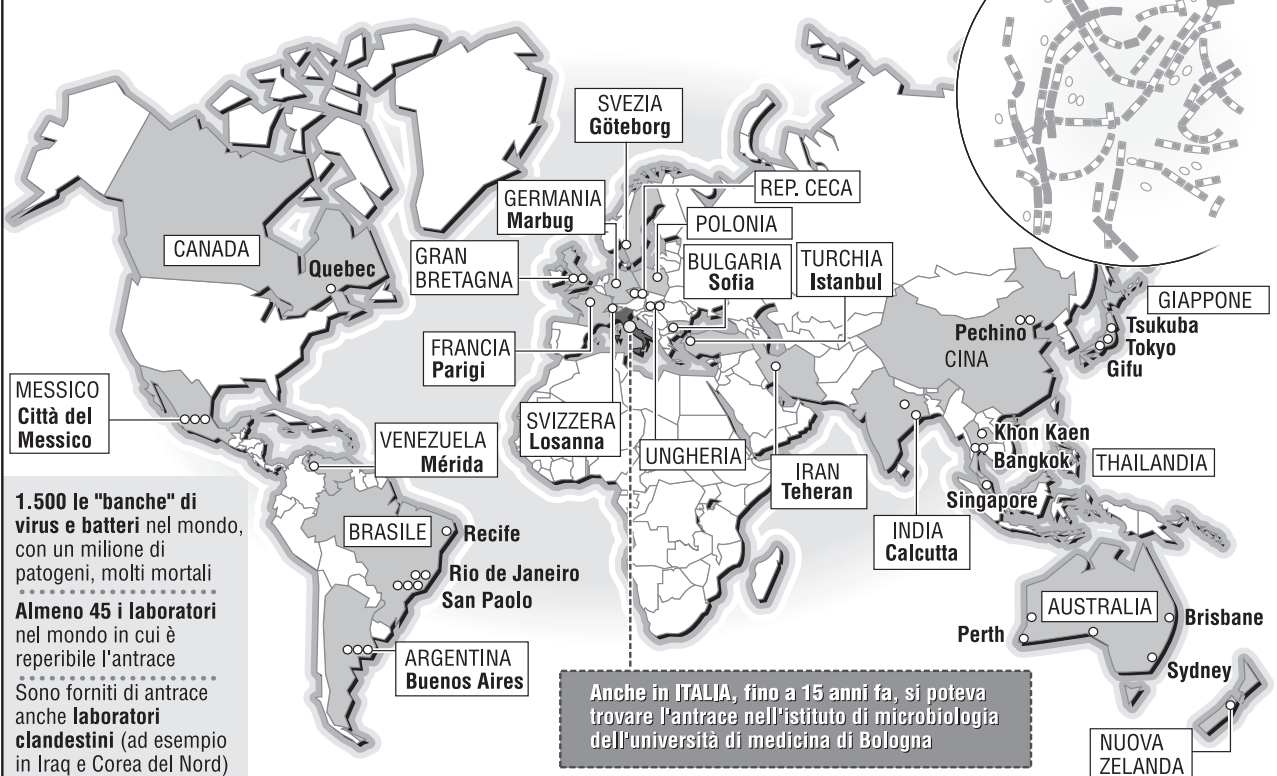 SVEZIA
Göteborg
GERMANIA
Marbug
REP. CECA
POLONIA
GRAN
BRETAGNA
BULGARIA
Sofia
TURCHIA
Istanbul
CANADA
Quebec
GIAPPONE
Tsukuba
Tokyo
Gifu
Pechino
CINA
FRANCIA
Parigi
MESSICO
Città del
Messico
SVIZZERA
Losanna
VENEZUELA
Mérida
UNGHERIA
IRAN
Teheran
Khon Kaen
Bangkok
THAILANDIA
Singapore
INDIA
Calcutta
BRASILE
Recife
Rio de Janeiro
San Paolo
ARGENTINA
Buenos Aires
AUSTRALIA
Perth
Brisbane
Sydney
NUOVA
ZELANDA
1.500 le "banche" di
virus e batteri nel mondo,
con un milione di
patogeni, molti mortali
Almeno 45 i laboratori
nel mondo in cui è
reperibile l'antrace
Sono forniti di antrace
anche laboratori
clandestini (ad esempio
in Iraq e Corea del Nord)
Anche in ITALIA, fino a 15 anni fa, si poteva
trovare l'antrace nell'istituto di microbiologia
dell'università di medicina di Bologna